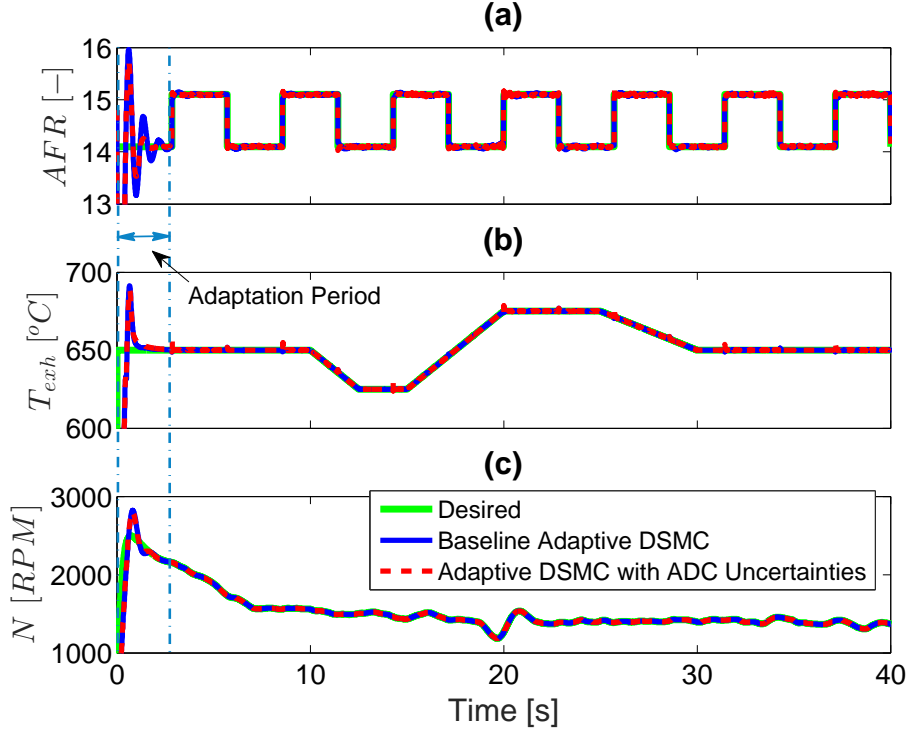 (a)
AFR [−]
16
15
14
13
(b)
Adaptation Period
T_exh [°C]
700
650
600
(c)
N [RPM]
3000
2000
1000
Desired
Baseline Adaptive DSMC
Adaptive DSMC with ADC Uncertainties
0
10
20
30
40
Time [s]